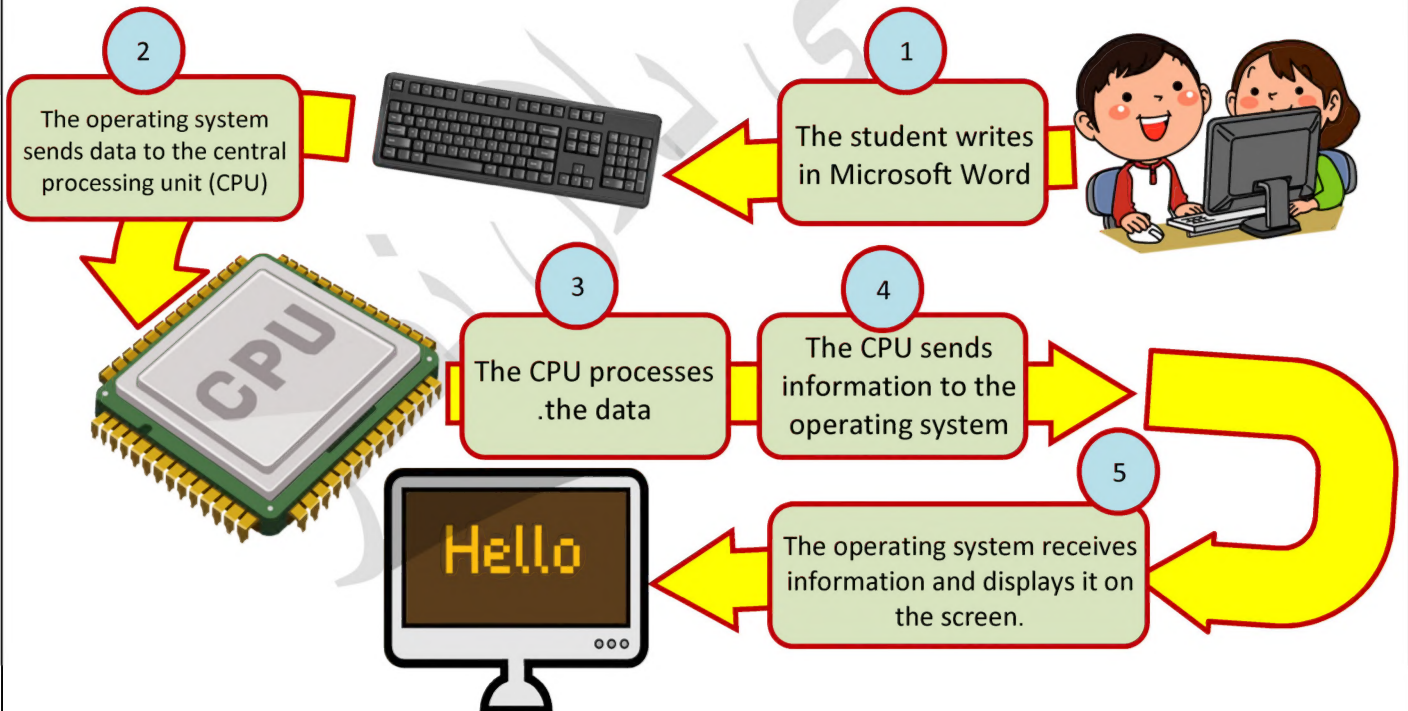 1
The student writes
in Microsoft Word
2
The operating system
sends data to the central
processing unit (CPU)
CPU
3
The CPU processes
.the data
4
The CPU sends
information to the
operating system
5
The operating system receives
information and displays it on
the screen.
Hello